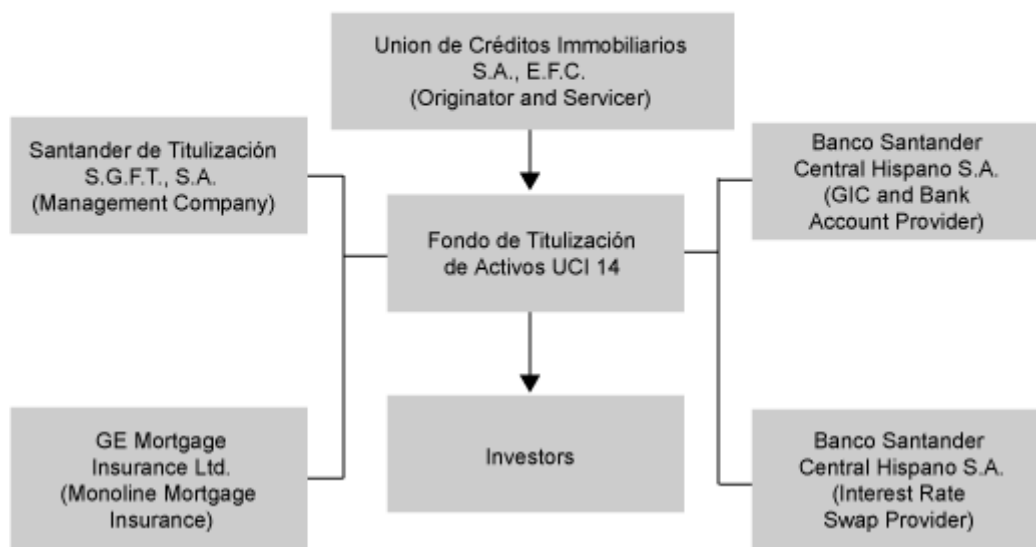 Union de Créditos Immobiliarios
S.A., E.F.C.
(Originator and Servicer)
Santander de Titulización
S.G.F.T., S.A.
(Management Company)
Banco Santander
Central Hispano S.A.
(GIC and Bank
Account Provider)
Fondo de Titulización
de Activos UCI 14
GE Mortgage
Insurance Ltd.
(Monoline Mortgage
Insurance)
Investors
Banco Santander
Central Hispano S.A.
(Interest Rate
Swap Provider)